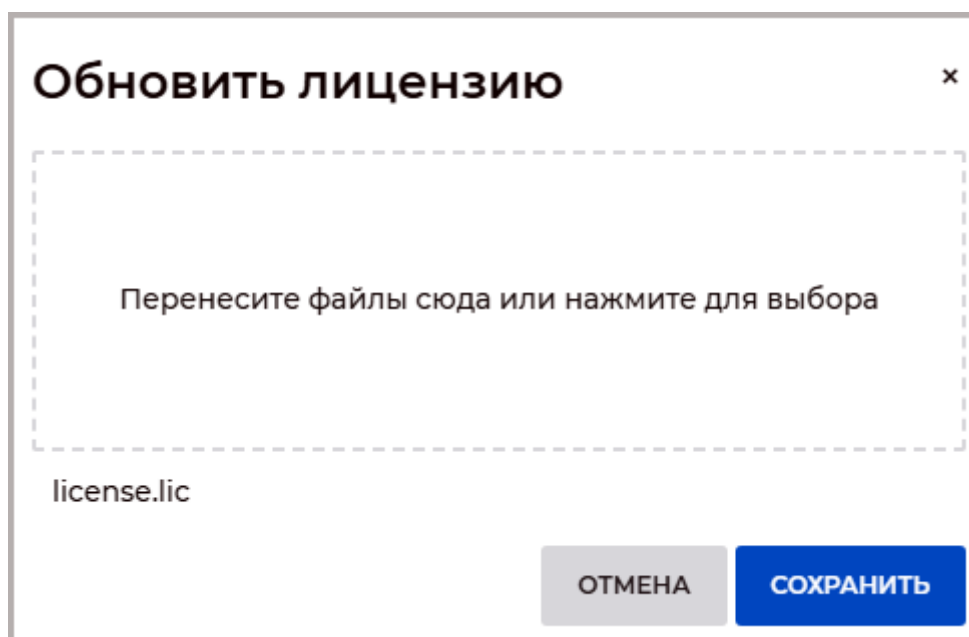 Обновить лицензию
×
Перенесите файлы сюда или нажмите для выбора
license.lic
ОТМЕНА
СОХРАНИТЬ